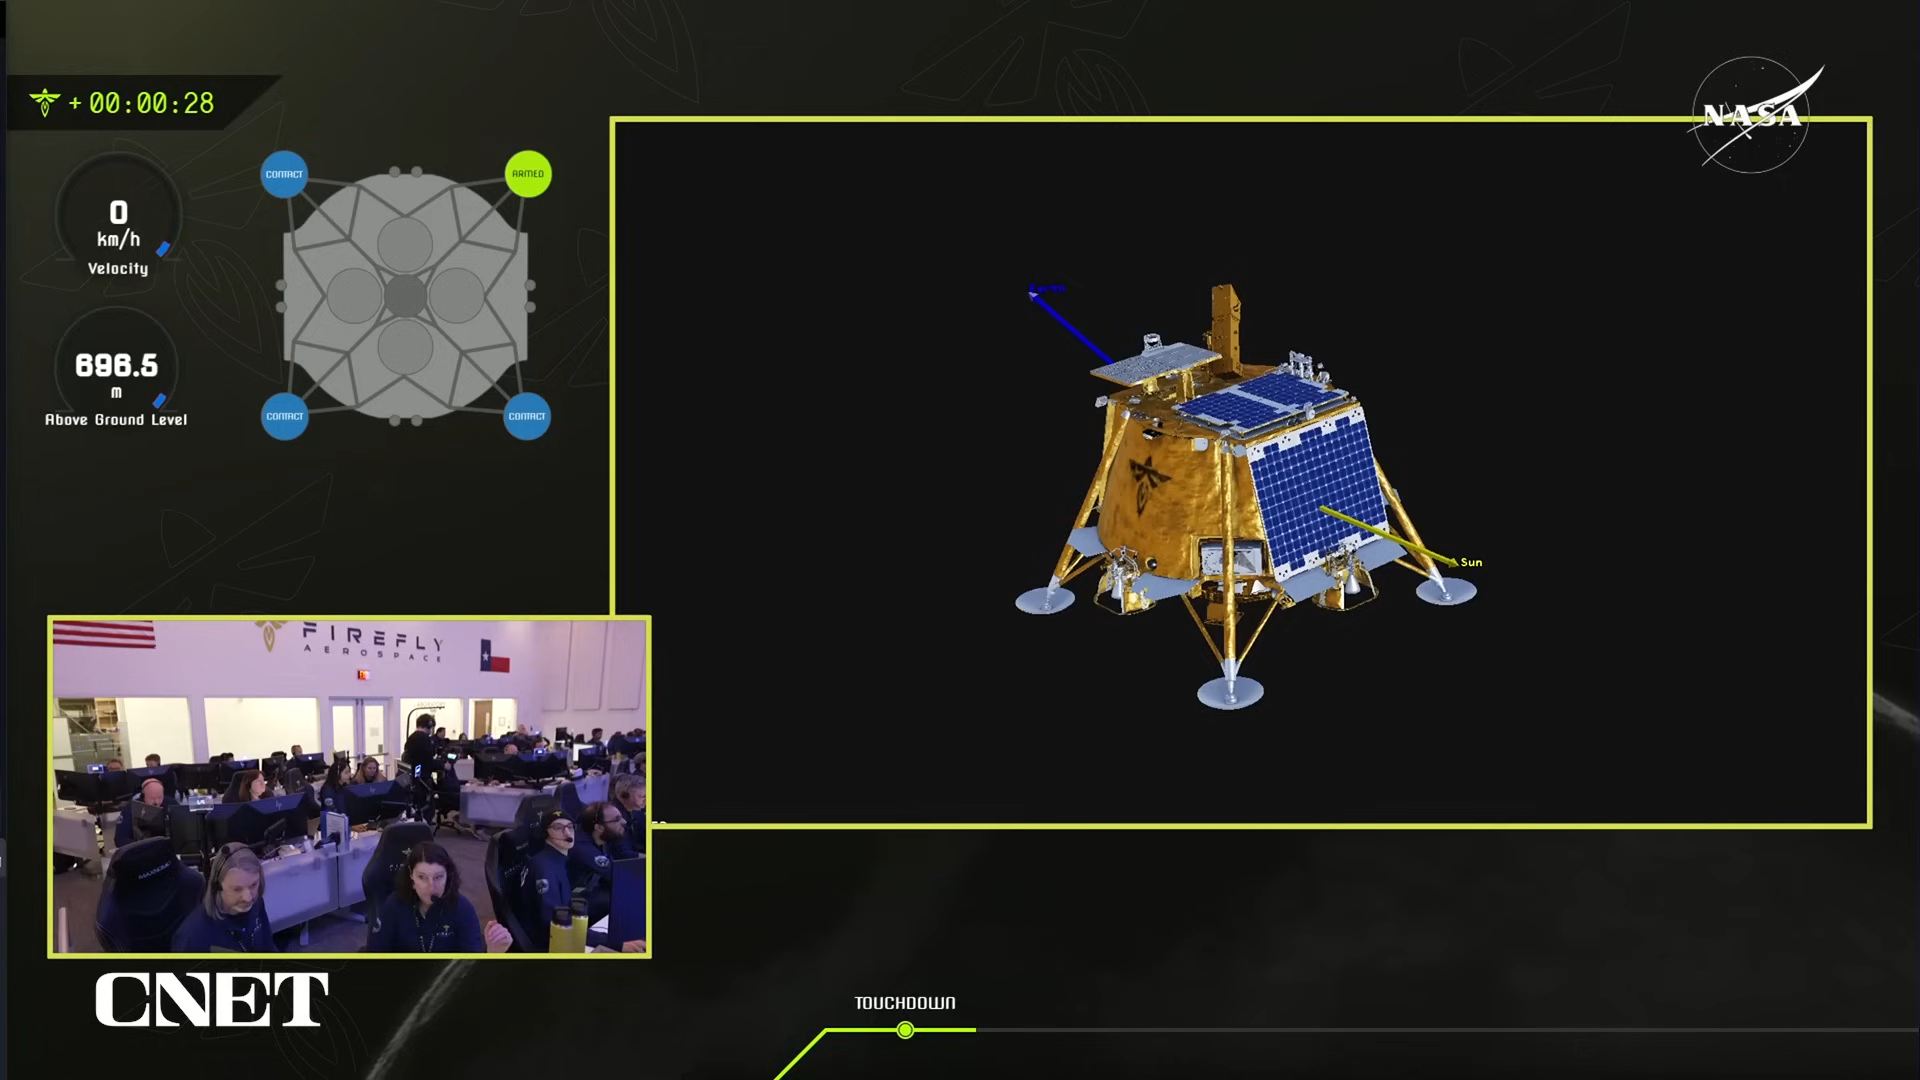 + 00:00:28
NASA
0
km/h
Velocity
CONTACT
ARMED
696.5
m
Above Ground Level
CONTACT
CONTACT
Earth
Sun
FIREFLY
AEROSPACE
CNET
TOUCHDOWN